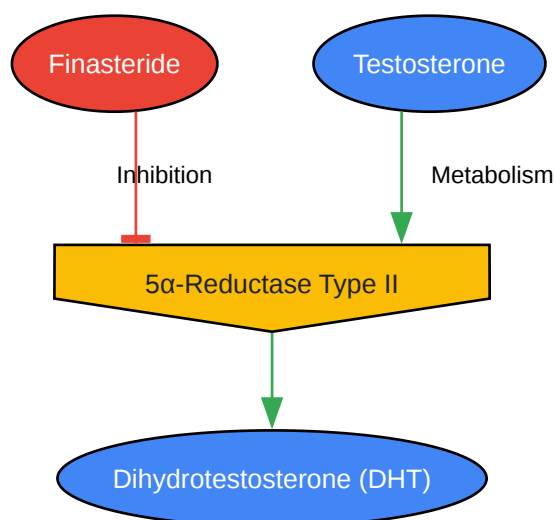 Finasteride
Testosterone
Inhibition
Metabolism
5α-Reductase Type II
Dihydrotestosterone (DHT)